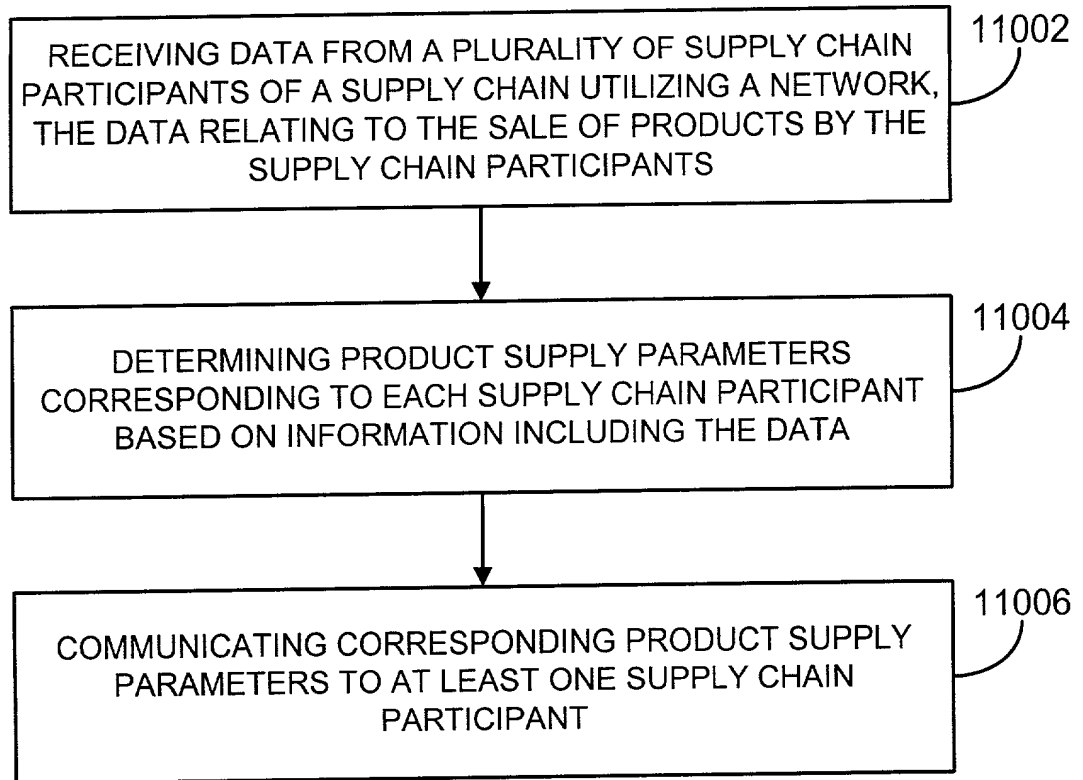 11002
RECEIVING DATA FROM A PLURALITY OF SUPPLY CHAIN
PARTICIPANTS OF A SUPPLY CHAIN UTILIZING A NETWORK,
THE DATA RELATING TO THE SALE OF PRODUCTS BY THE
SUPPLY CHAIN PARTICIPANTS
11004
DETERMINING PRODUCT SUPPLY PARAMETERS
CORRESPONDING TO EACH SUPPLY CHAIN PARTICIPANT
BASED ON INFORMATION INCLUDING THE DATA
11006
COMMUNICATING CORRESPONDING PRODUCT SUPPLY
PARAMETERS TO AT LEAST ONE SUPPLY CHAIN
PARTICIPANT